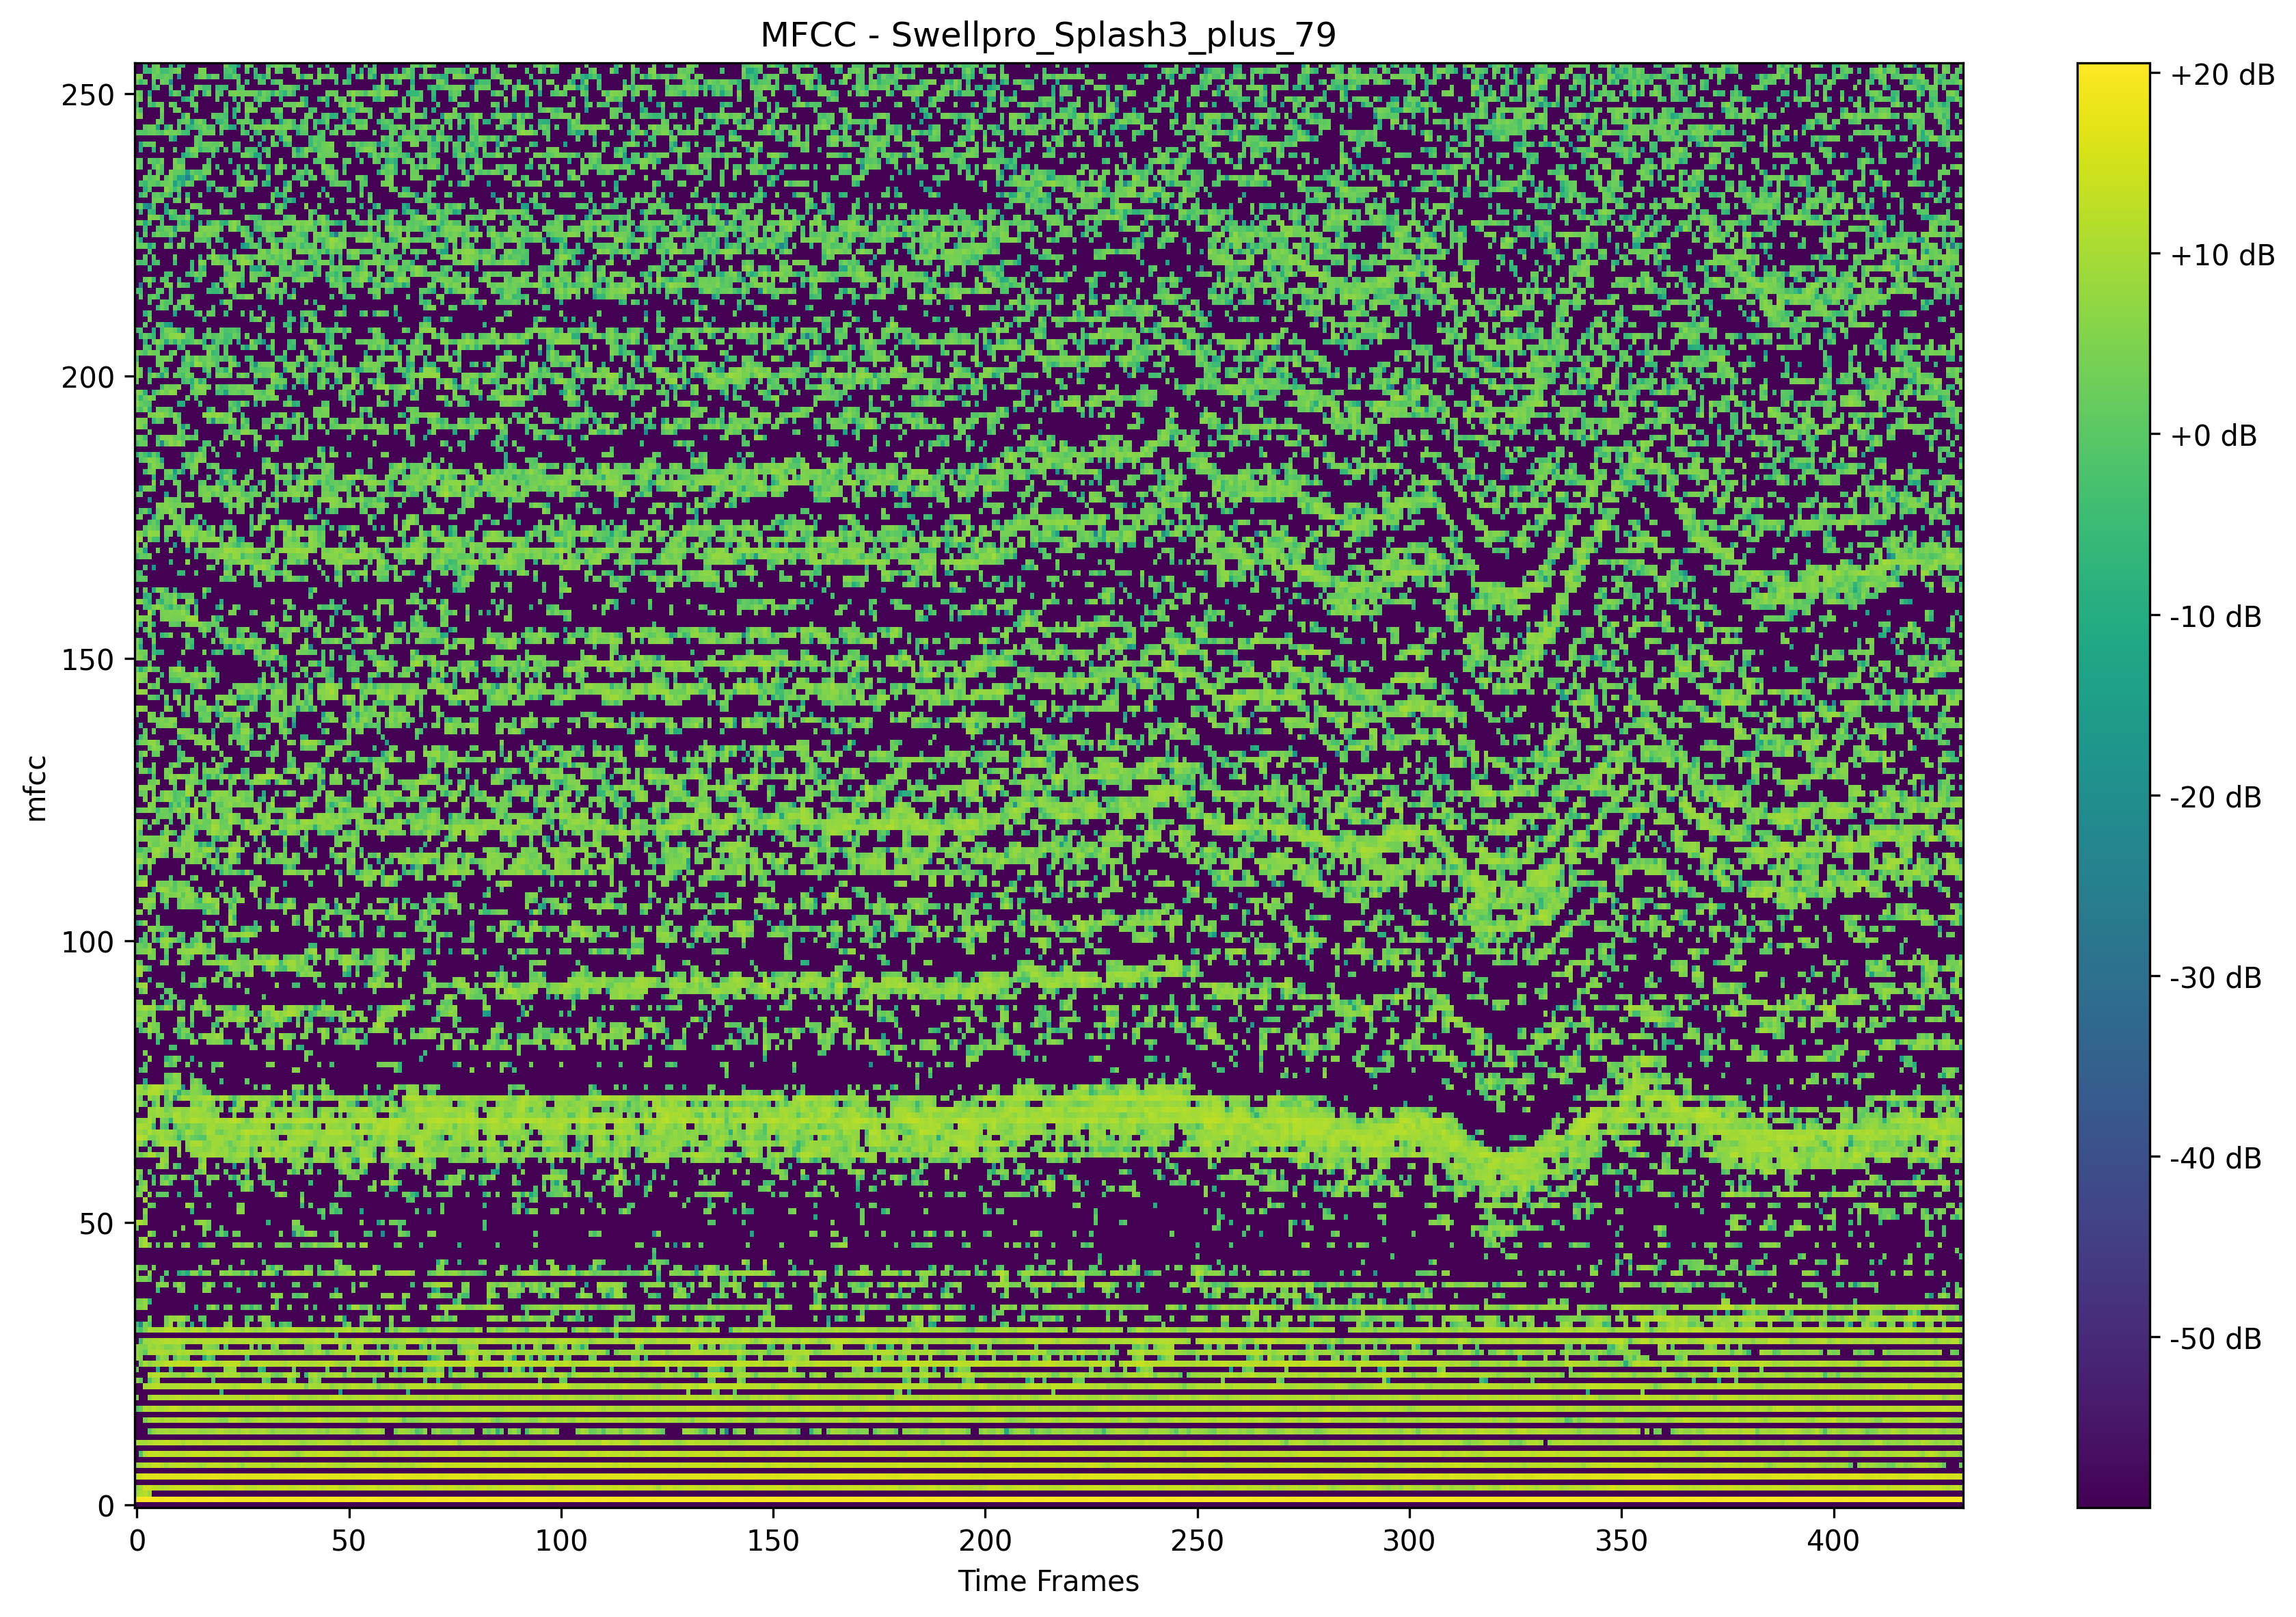 MFCC - Swellpro_Splash3_plus_79
250
200
150
100
50
0
mfcc
0 50 100 150 200 250 300 350 400
Time Frames
+20 dB
+10 dB
+0 dB
-10 dB
-20 dB
-30 dB
-40 dB
-50 dB